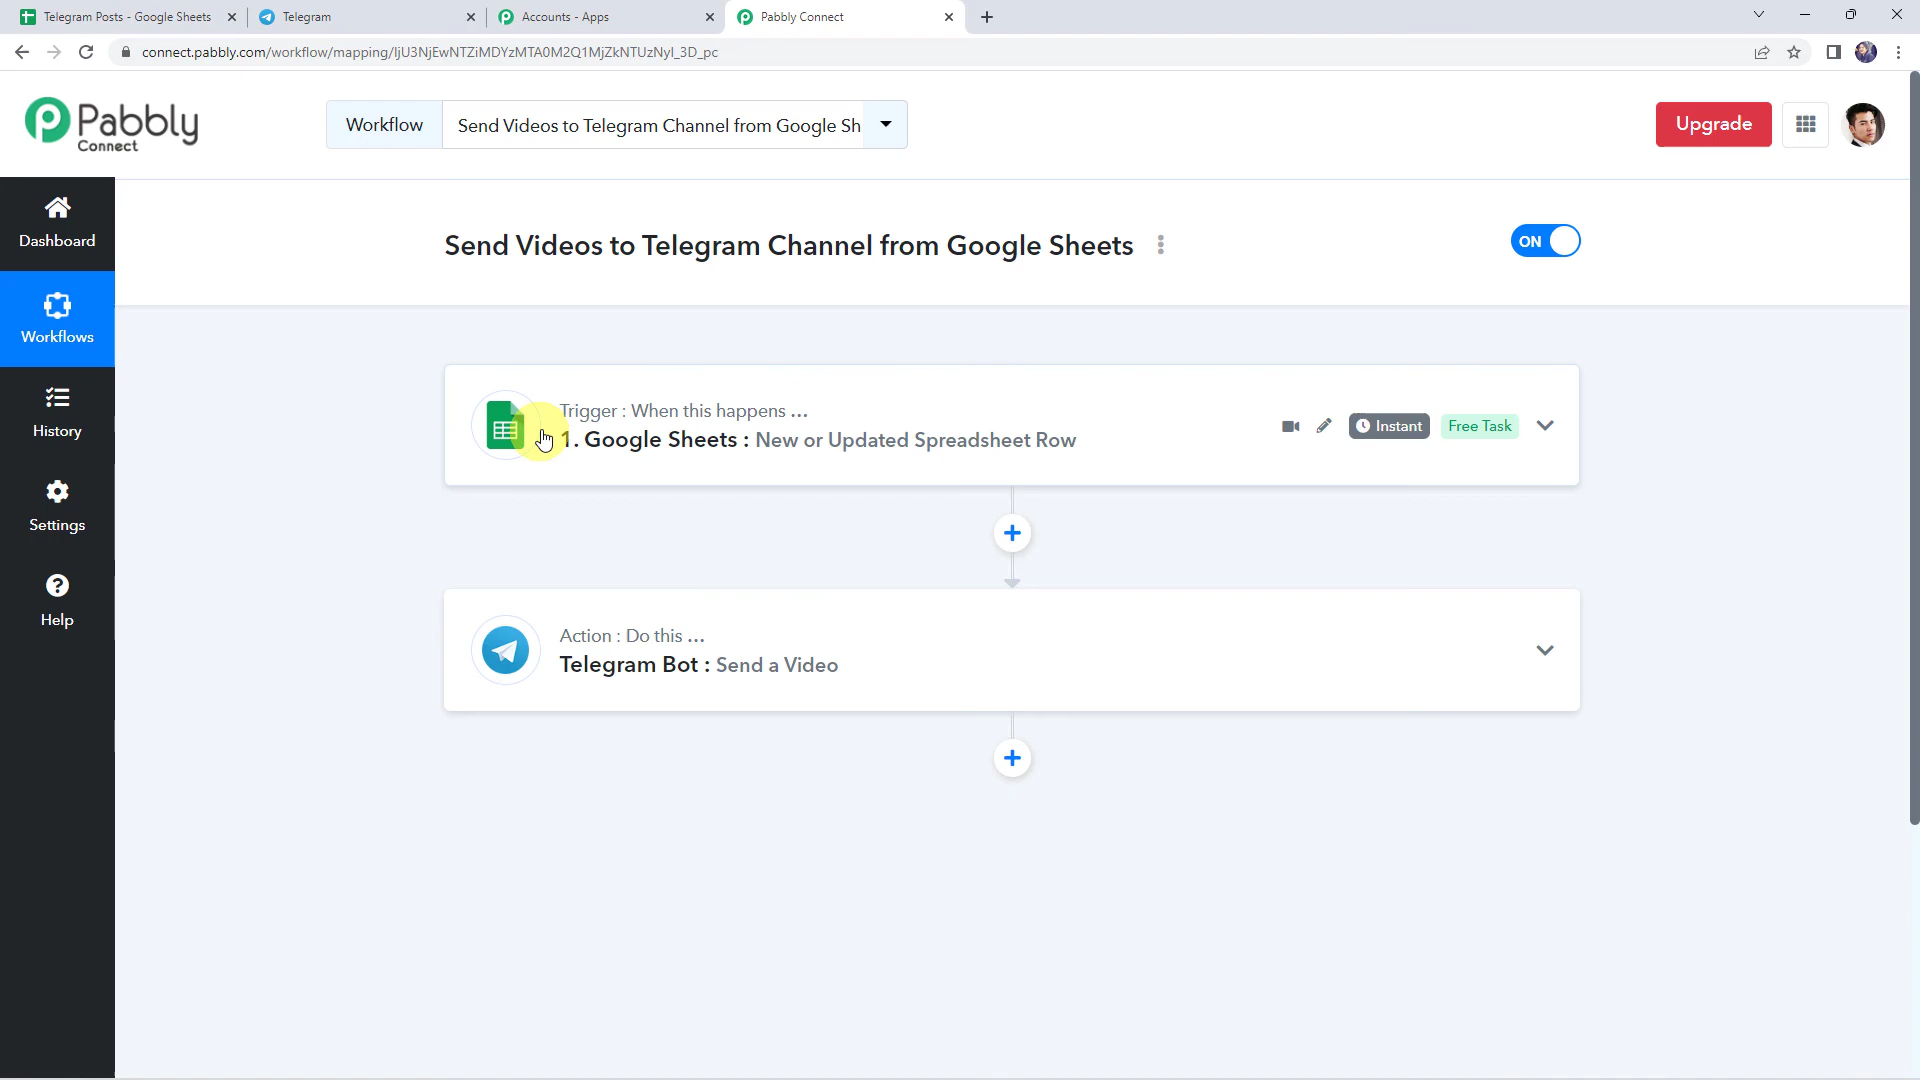 Telegram Posts - Google Sheets
Telegram
Accounts - Apps
Pabbly Connect
connect.pabbly.com/workflow/mapping/IjU3NjEwNTZiMDYzMTA0M2Q1MjZkNTUzNyI_3D_pc
Pabbly
Connect
Workflow
Send Videos to Telegram Channel from Google Sh
Upgrade
Dashboard
Workflows
History
Settings
Help
Send Videos to Telegram Channel from Google Sheets
ON
Trigger : When this happens ...
1. Google Sheets : New or Updated Spreadsheet Row
Instant
Free Task
Action : Do this ...
Telegram Bot : Send a Video